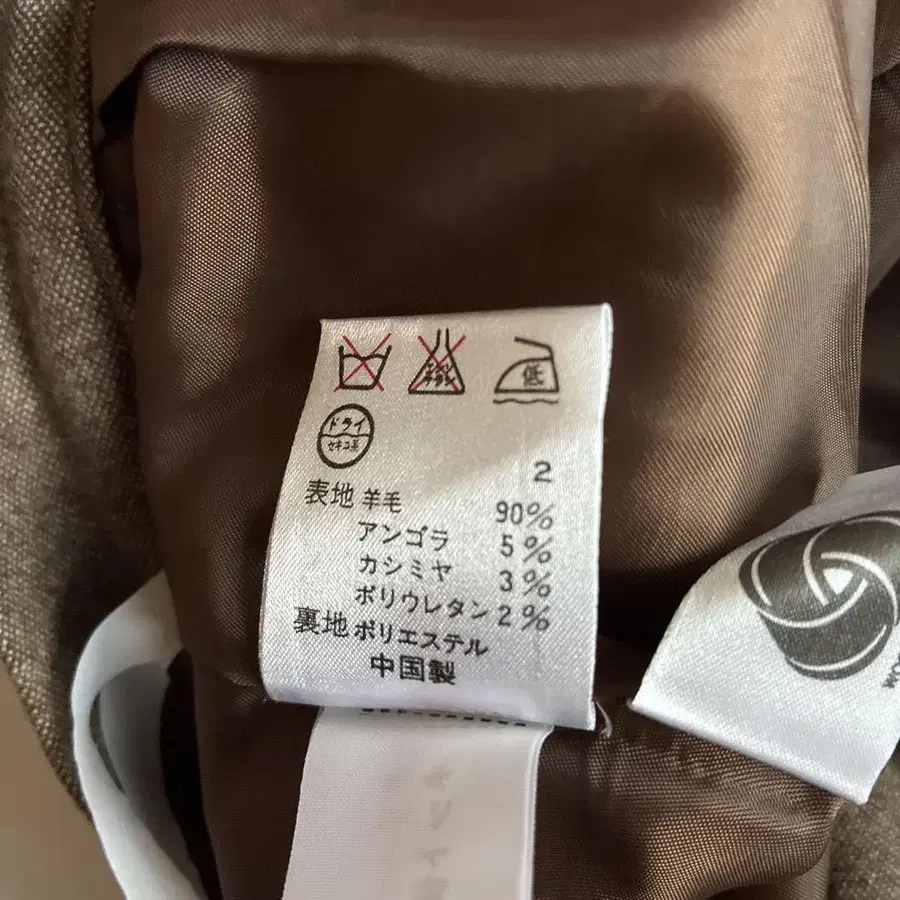 低
ドライ
セキユ系
2
表地 羊毛 90%
アンゴラ 5%
カシミヤ 3%
ポリウレタン 2%
裏地 ポリエステル
中国製